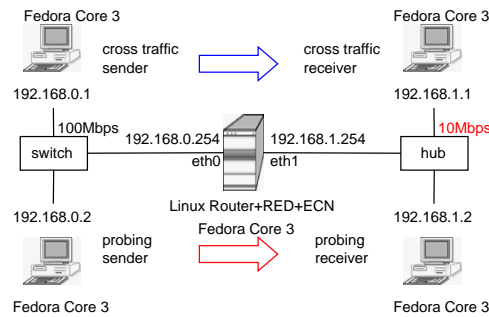 Fedora Core 3
Fedora Core 3
cross traffic
sender
cross traffic
receiver
192.168.0.1
192.168.1.1
100Mbps
10Mbps
switch
192.168.0.254
192.168.1.254
hub
eth0
eth1
Linux Router+RED+ECN
192.168.0.2
Fedora Core 3
192.168.1.2
probing
sender
probing
receiver
Fedora Core 3
Fedora Core 3